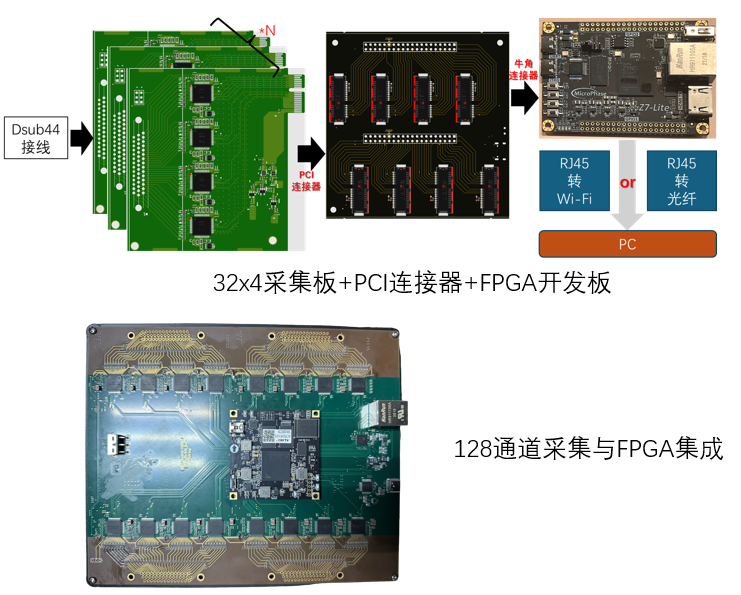 *N
Dsub44
接线
PCI
连接器
牛角
连接器
MicroPhase
Z7-Lite
RJ45
转
Wi-Fi
or
RJ45
转
光纤
PC
32x4采集板+PCI连接器+FPGA开发板
128通道采集与FPGA集成